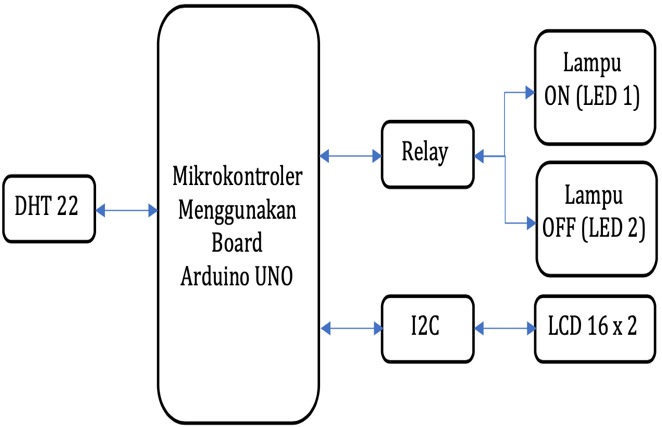 DHT 22
Mikrokontroler
Menggunakan
Board
Arduino UNO
Relay
Lampu
ON (LED 1)
Lampu
OFF (LED 2)
I2C
LCD 16 x 2